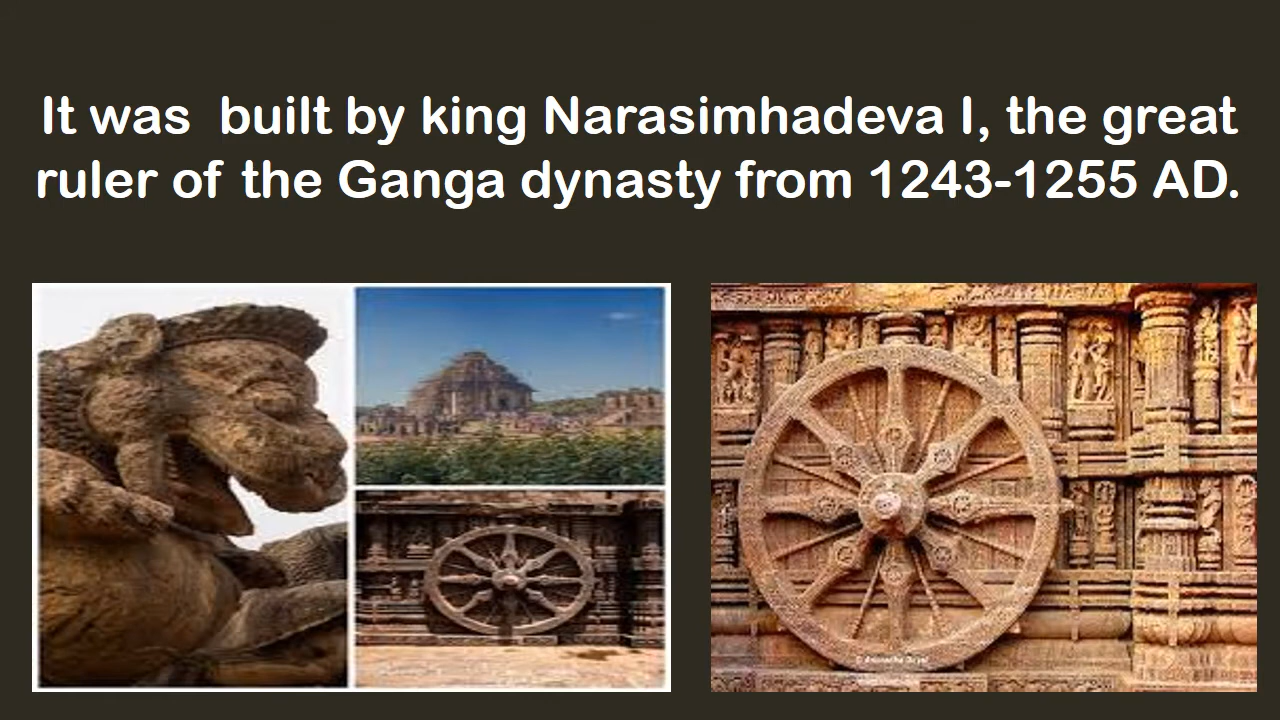 It was  built by king Narasimhadeva I, the great
ruler of the Ganga dynasty from 1243-1255 AD.